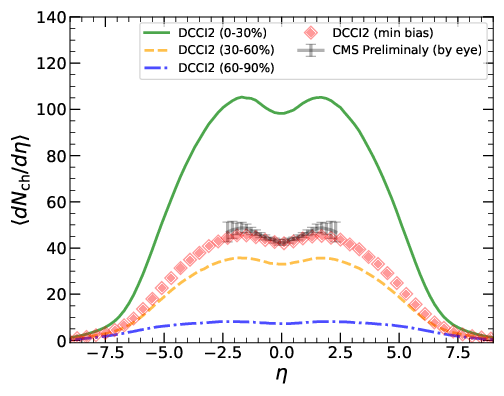 DCCI2 (0-30%)
DCCI2 (30-60%)
DCCI2 (60-90%)
DCCI2 (min bias)
CMS Preliminaly (by eye)
⟨dN_ch/dη⟩
140
120
100
80
60
40
20
0
−7.5 −5.0 −2.5 0.0 2.5 5.0 7.5
η